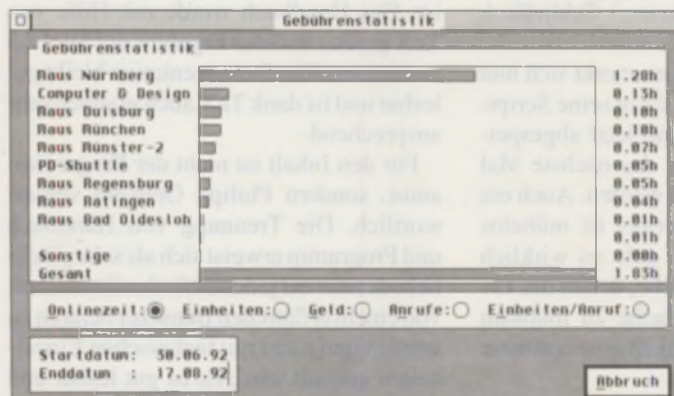 Gebührenstatistik
Gebührenstatistik
Maus Nürnberg 1.28h
Computer & Design 0.13h
Maus Duisburg 0.10h
Maus München 0.10h
Maus Münster-2 0.07h
PD-Shuttle 0.05h
Maus Regensburg 0.05h
Maus Ratingen 0.04h
Maus Bad Oldesloh 0.01h
0.01h
Sonstige 0.00h
Gesamt 1.83h
Onlinezeit: Einheiten: Geld: Anrufe: Einheiten/Anruf:
Startdatum: 30.06.92
Enddatum : 17.08.92
Abbruch